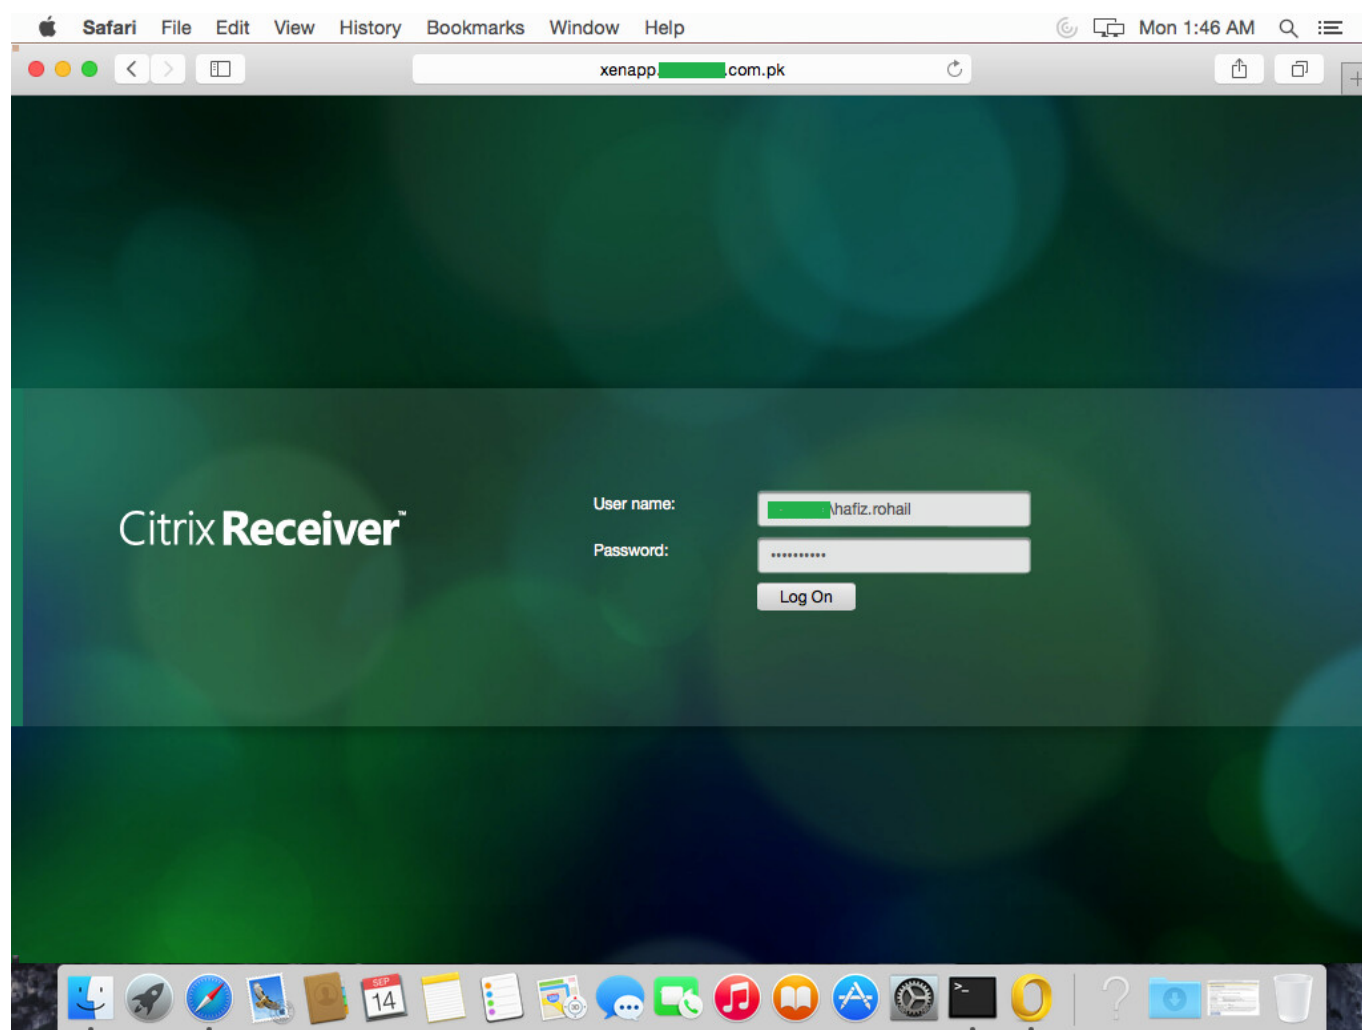 Safari File Edit View History Bookmarks Window Help Mon 1:46 AM
xenapp. .com.pk
User name: \hafiz.rohail
Citrix Receiver™
Password: ••••••••••
Log On
SEP
14